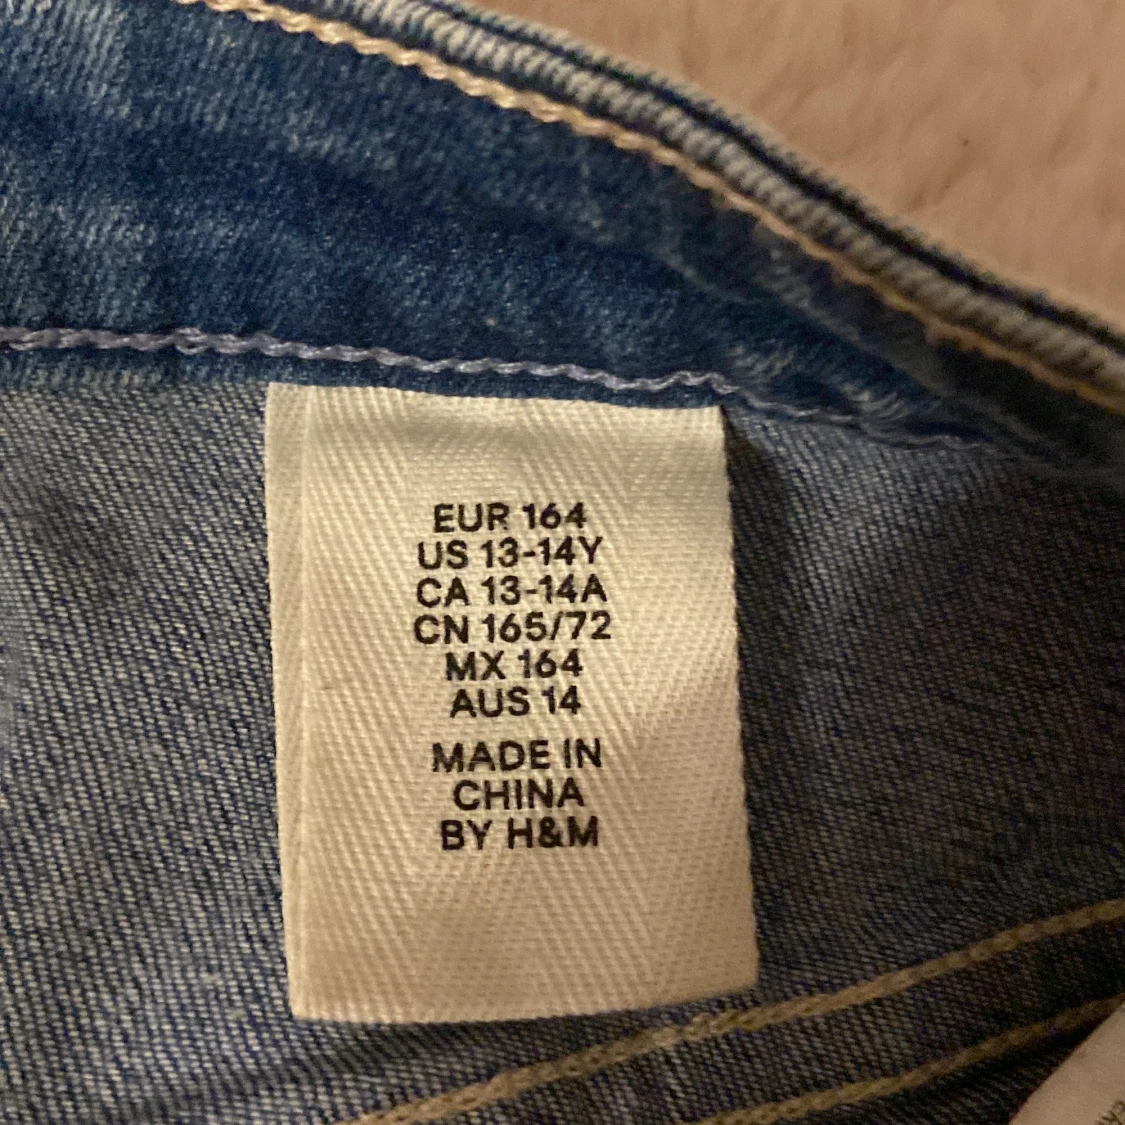 EUR 164
US 13-14Y
CA 13-14A
CN 165/72
MX 164
AUS 14
MADE IN
CHINA
BY H&M